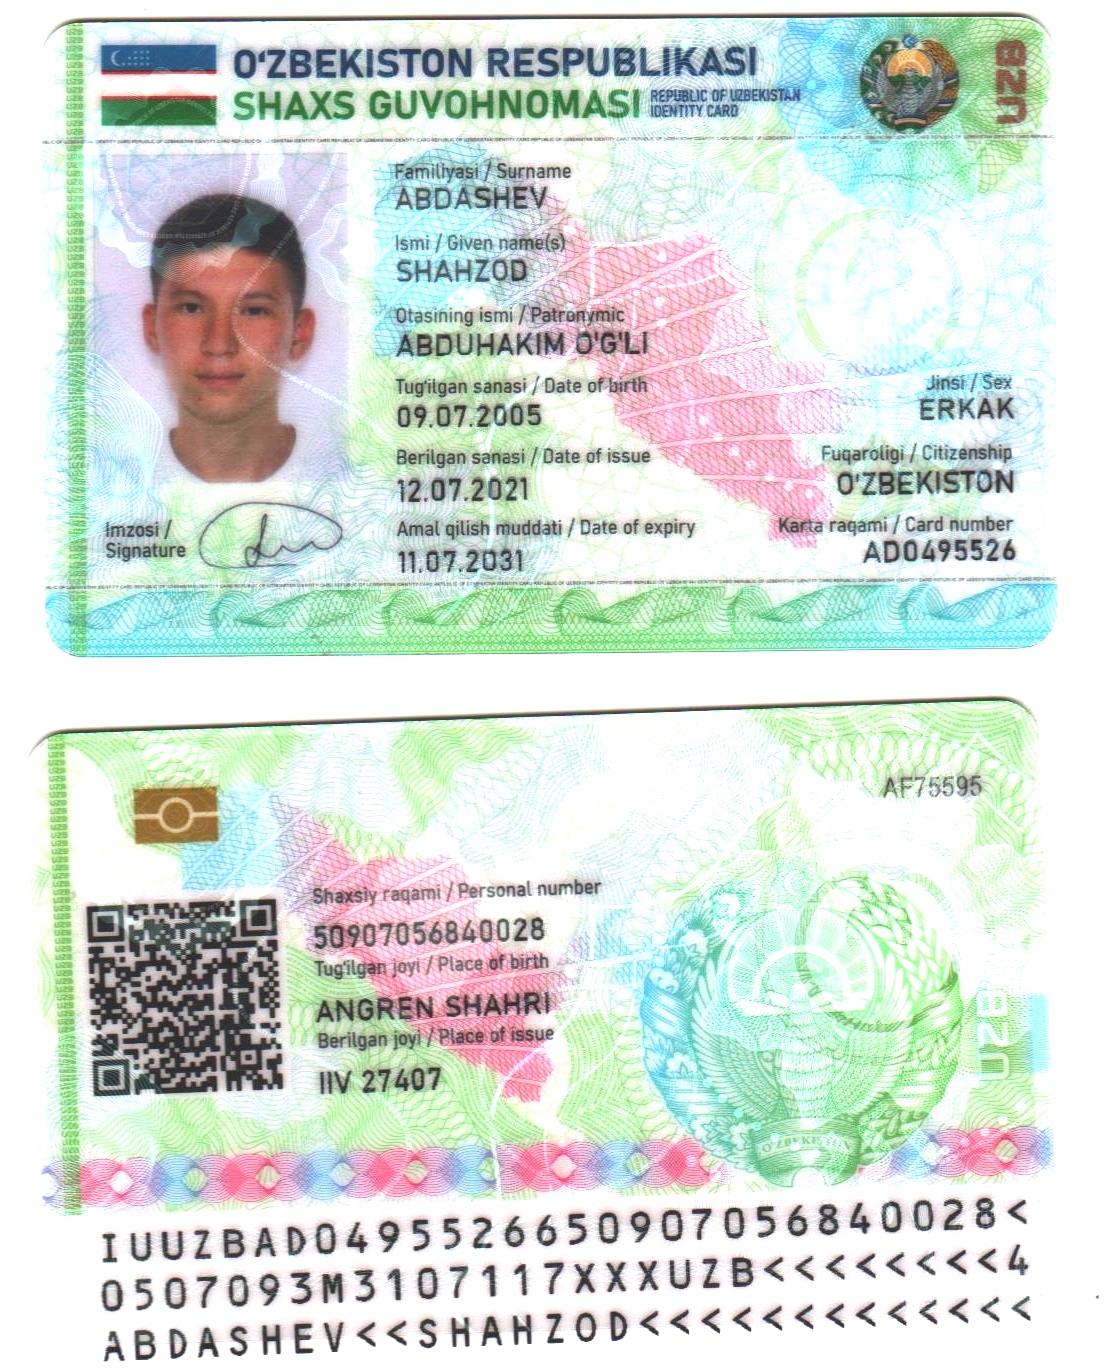 O'ZBEKISTON RESPUBLIKASI
SHAXS GUVOHNOMASI
REPUBLIC OF UZBEKISTAN
IDENTITY CARD
UZB
Familiyasi / Surname
ABDASHEV
Ismi / Given name(s)
SHAHZOD
Otasining ismi / Patronymic
ABDUHAKIM O'G'LI
Tug'ilgan sanasi / Date of birth
09.07.2005
Jinsi / Sex
ERKAK
Berilgan sanasi / Date of issue
12.07.2021
Fuqaroligi / Citizenship
O'ZBEKISTON
Imzosi /
Signature
Amal qilish muddati / Date of expiry
11.07.2031
Karta raqami / Card number
AD0495526
AF75595
Shaxsiy raqami / Personal number
50907056840028
Tug'ilgan joyi / Place of birth
ANGREN SHAHRI
Berilgan joyi / Place of issue
IIV 27407
UZB
O'ZBEKISTON
IUUZBAD0495526650907056840028<
0507093M3107117XXXUZB<<<<<<<<4
ABDASHEV<<SHAHZOD<<<<<<<<<<<<<